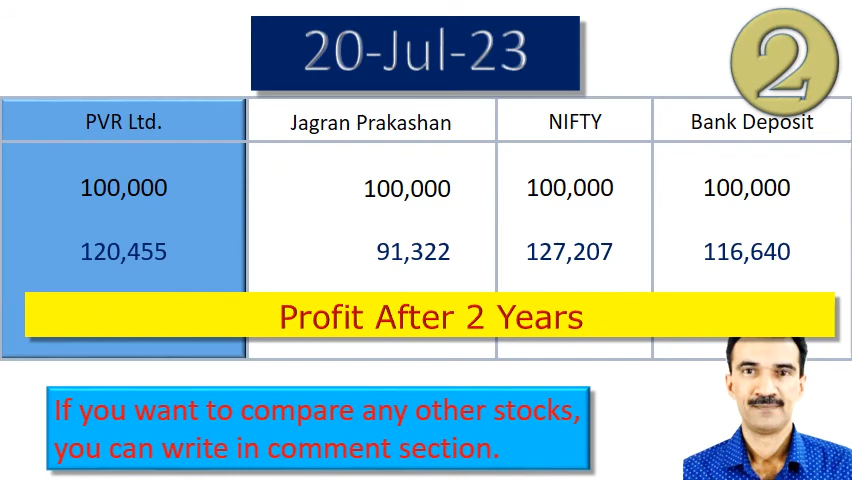 20-Jul-23
2
PVR Ltd. Jagran Prakashan NIFTY Bank Deposit
100,000 100,000 100,000 100,000
120,455 91,322 127,207 116,640
Profit After 2 Years
If you want to compare any other stocks,
you can write in comment section.